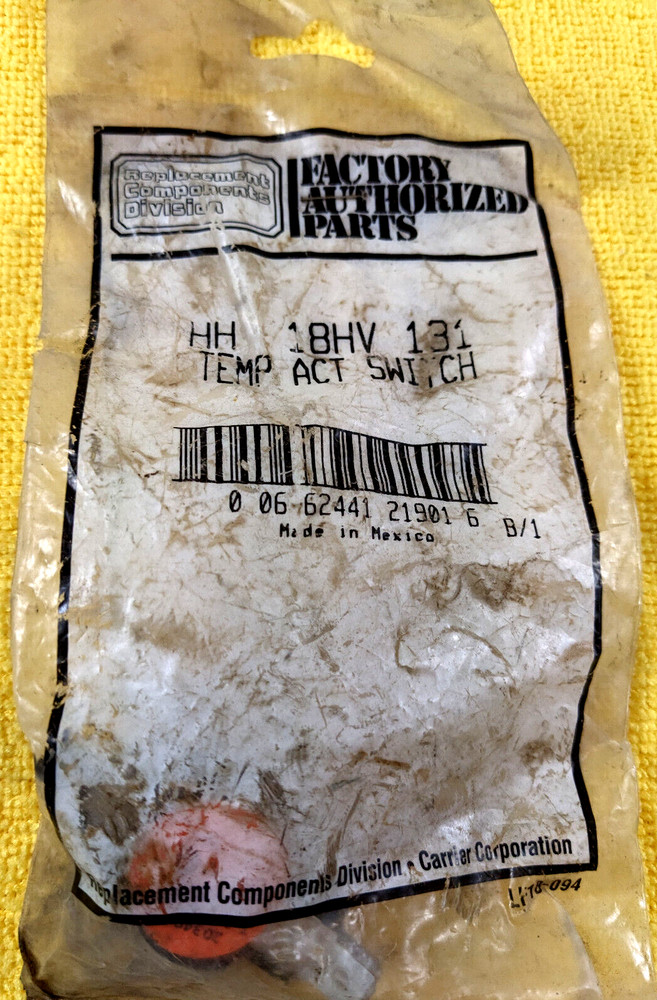 Replacement
Components
Division
FACTORY
AUTHORIZED
PARTS
HH 18HV 131
TEMP ACT SWITCH
0 06 62441 21901 6 B/1
Made in Mexico
Replacement Components Division • Carrier Corporation